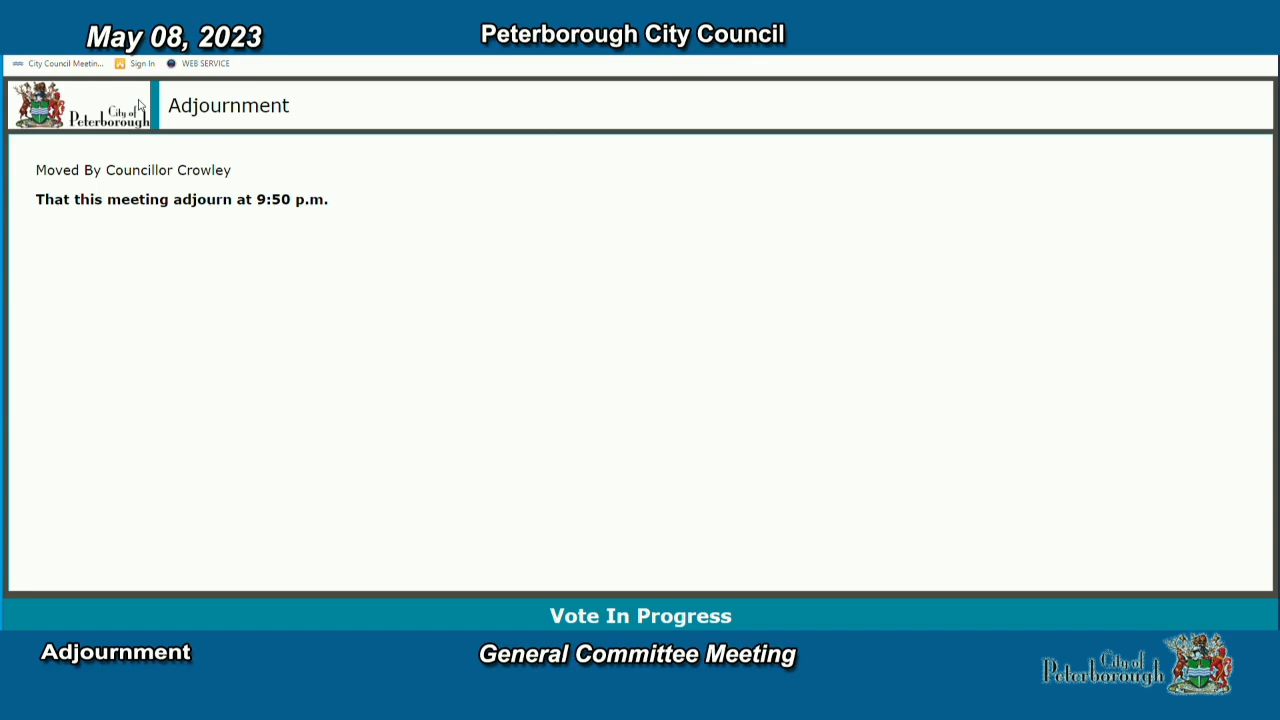 May 08, 2023
Peterborough City Council
City Council Meetin...
Sign In
WEB SERVICE
City of
Peterborough
Adjournment
Moved By Councillor Crowley
That this meeting adjourn at 9:50 p.m.
Vote In Progress
Adjournment
General Committee Meeting
City of
Peterborough